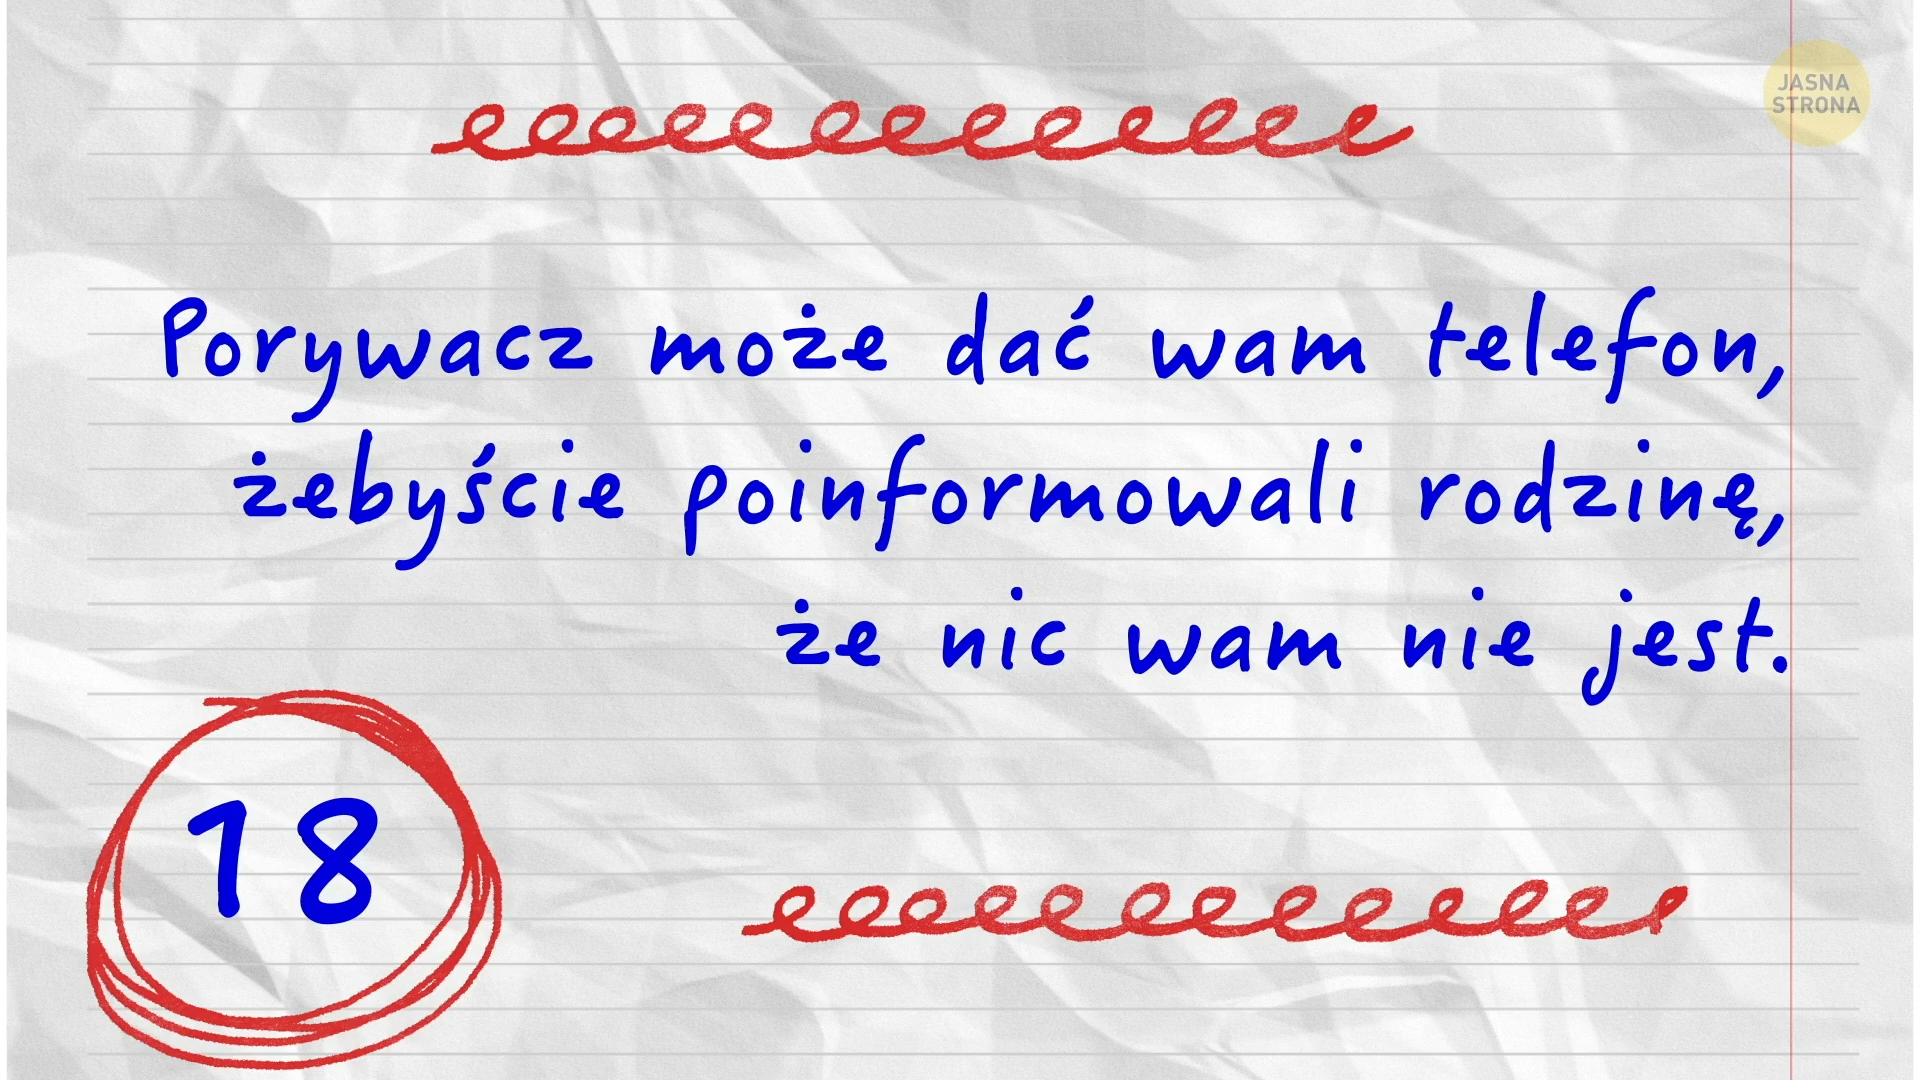 JASNA
STRONA
Porywacz może dać wam telefon,
żebyście poinformowali rodzinę,
że nic wam nie jest.
18